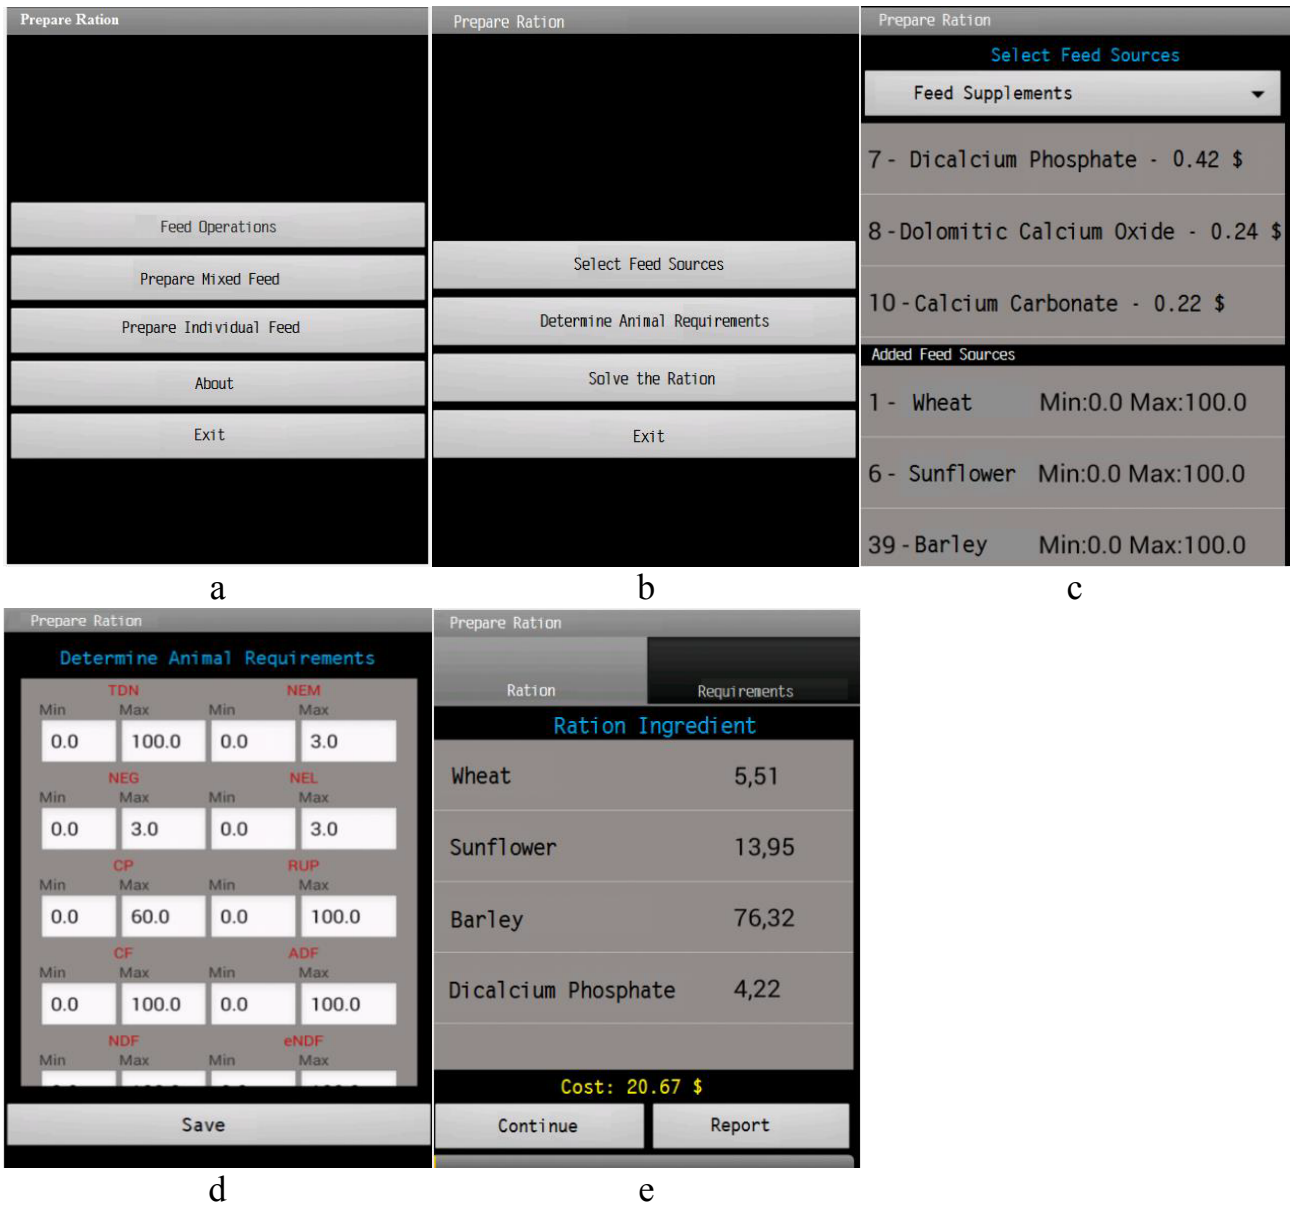 Prepare Ration
Feed Operations
Prepare Mixed Feed
Prepare Individual Feed
About
Exit
a
Prepare Ration
Select Feed Sources
Determine Animal Requirements
Solve the Ration
Exit
b
Prepare Ration
Select Feed Sources
Feed Supplements
7 - Dicalcium Phosphate - 0.42 $
8 - Dolomitic Calcium Oxide - 0.24 $
10 - Calcium Carbonate - 0.22 $
Added Feed Sources
1 - Wheat Min:0.0 Max:100.0
6 - Sunflower Min:0.0 Max:100.0
39 - Barley Min:0.0 Max:100.0
c
Prepare Ration
Determine Animal Requirements
TDN NEM
Min Max Min Max
0.0 100.0 0.0 3.0
NEG NEL
Min Max Min Max
0.0 3.0 0.0 3.0
CP RUP
Min Max Min Max
0.0 60.0 0.0 100.0
CF ADF
Min Max Min Max
0.0 100.0 0.0 100.0
NDF eNDF
Min Max Min Max
Save
d
Prepare Ration
Ration Requirements
Ration Ingredient
Wheat 5,51
Sunflower 13,95
Barley 76,32
Dicalcium Phosphate 4,22
Cost: 20.67 $
Continue Report
e